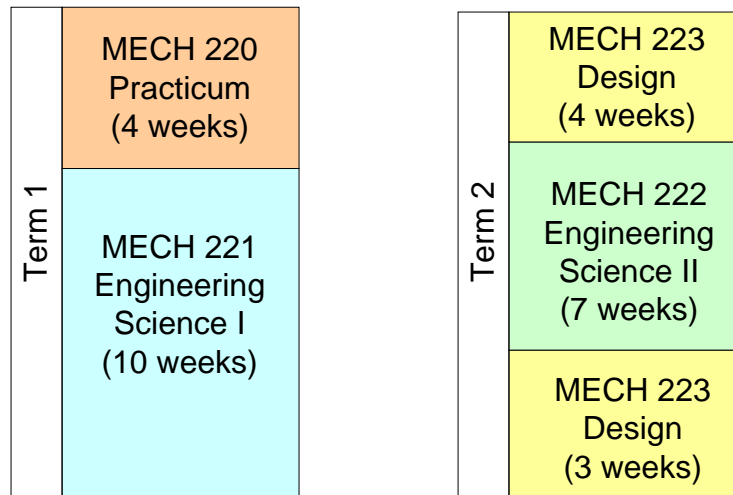 Term 1
MECH 220
Practicum
(4 weeks)
MECH 221
Engineering
Science I
(10 weeks)
Term 2
MECH 223
Design
(4 weeks)
MECH 222
Engineering
Science II
(7 weeks)
MECH 223
Design
(3 weeks)